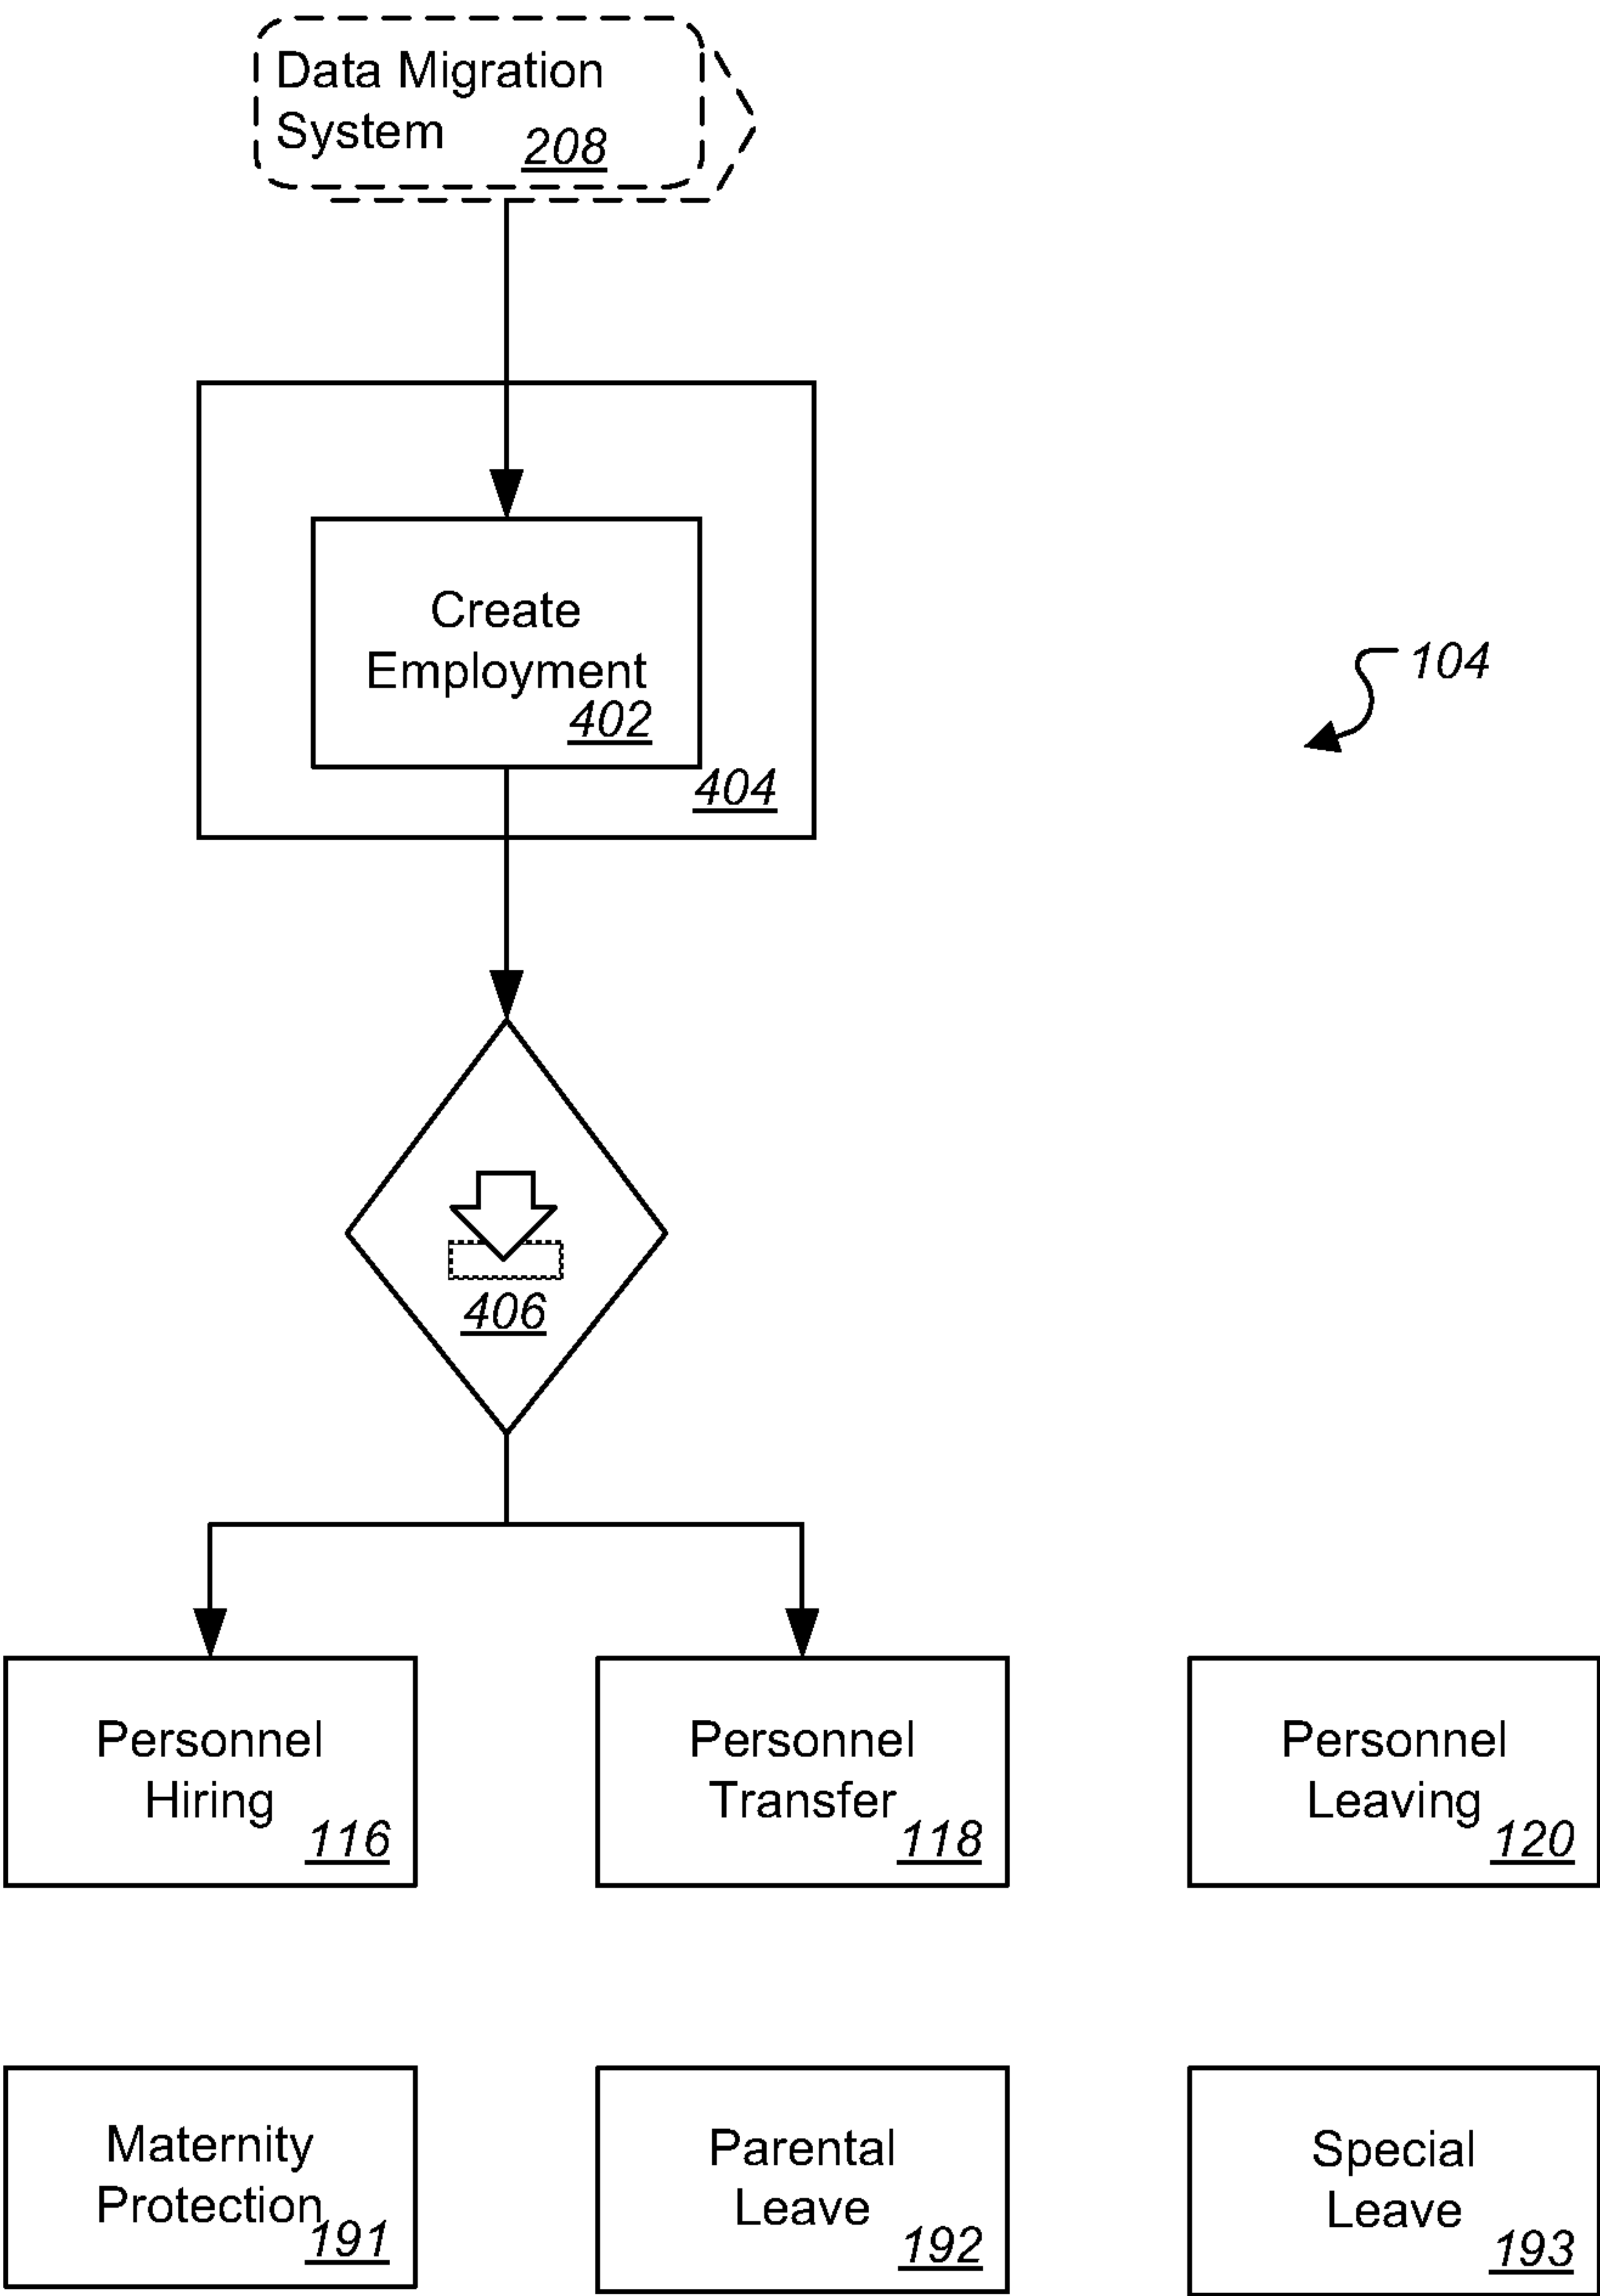 Data Migration
System
208
Create
Employment
402
404
104
406
Personnel
Hiring
116
Personnel
Transfer
118
Personnel
Leaving
120
Maternity
Protection
191
Parental
Leave
192
Special
Leave
193